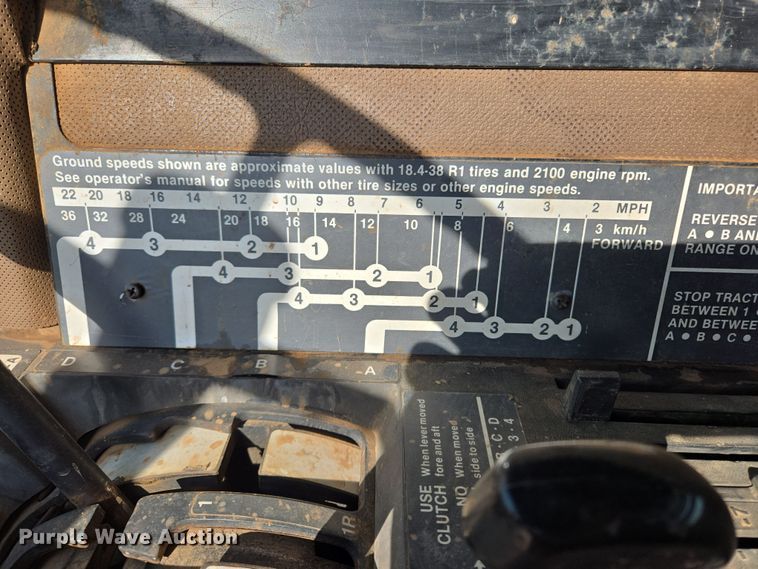 Ground speeds shown are approximate values with 18.4-38 R1 tires and 2100 engine rpm.
See operator's manual for speeds with other tire sizes or other engine speeds.
22 20 18 16 14 12 10 9 8 7 6 5 4 3 2 MPH
36 32 28 24 20 18 16 14 12 10 8 6 4 3 km/h
FORWARD
4 3 2 1
4 3 2 1
4 3 2 1
4 3 2 1
IMPORTA
REVERSE
A • B AND
RANGE ON
STOP TRACT
BETWEEN 1
AND BETWE
A • B • C •
D C B A
USE When lever moved
CLUTCH fore and aft
NO When moved
side to side
B • C • D
3 • 4
1
1R
Purple Wave Auction